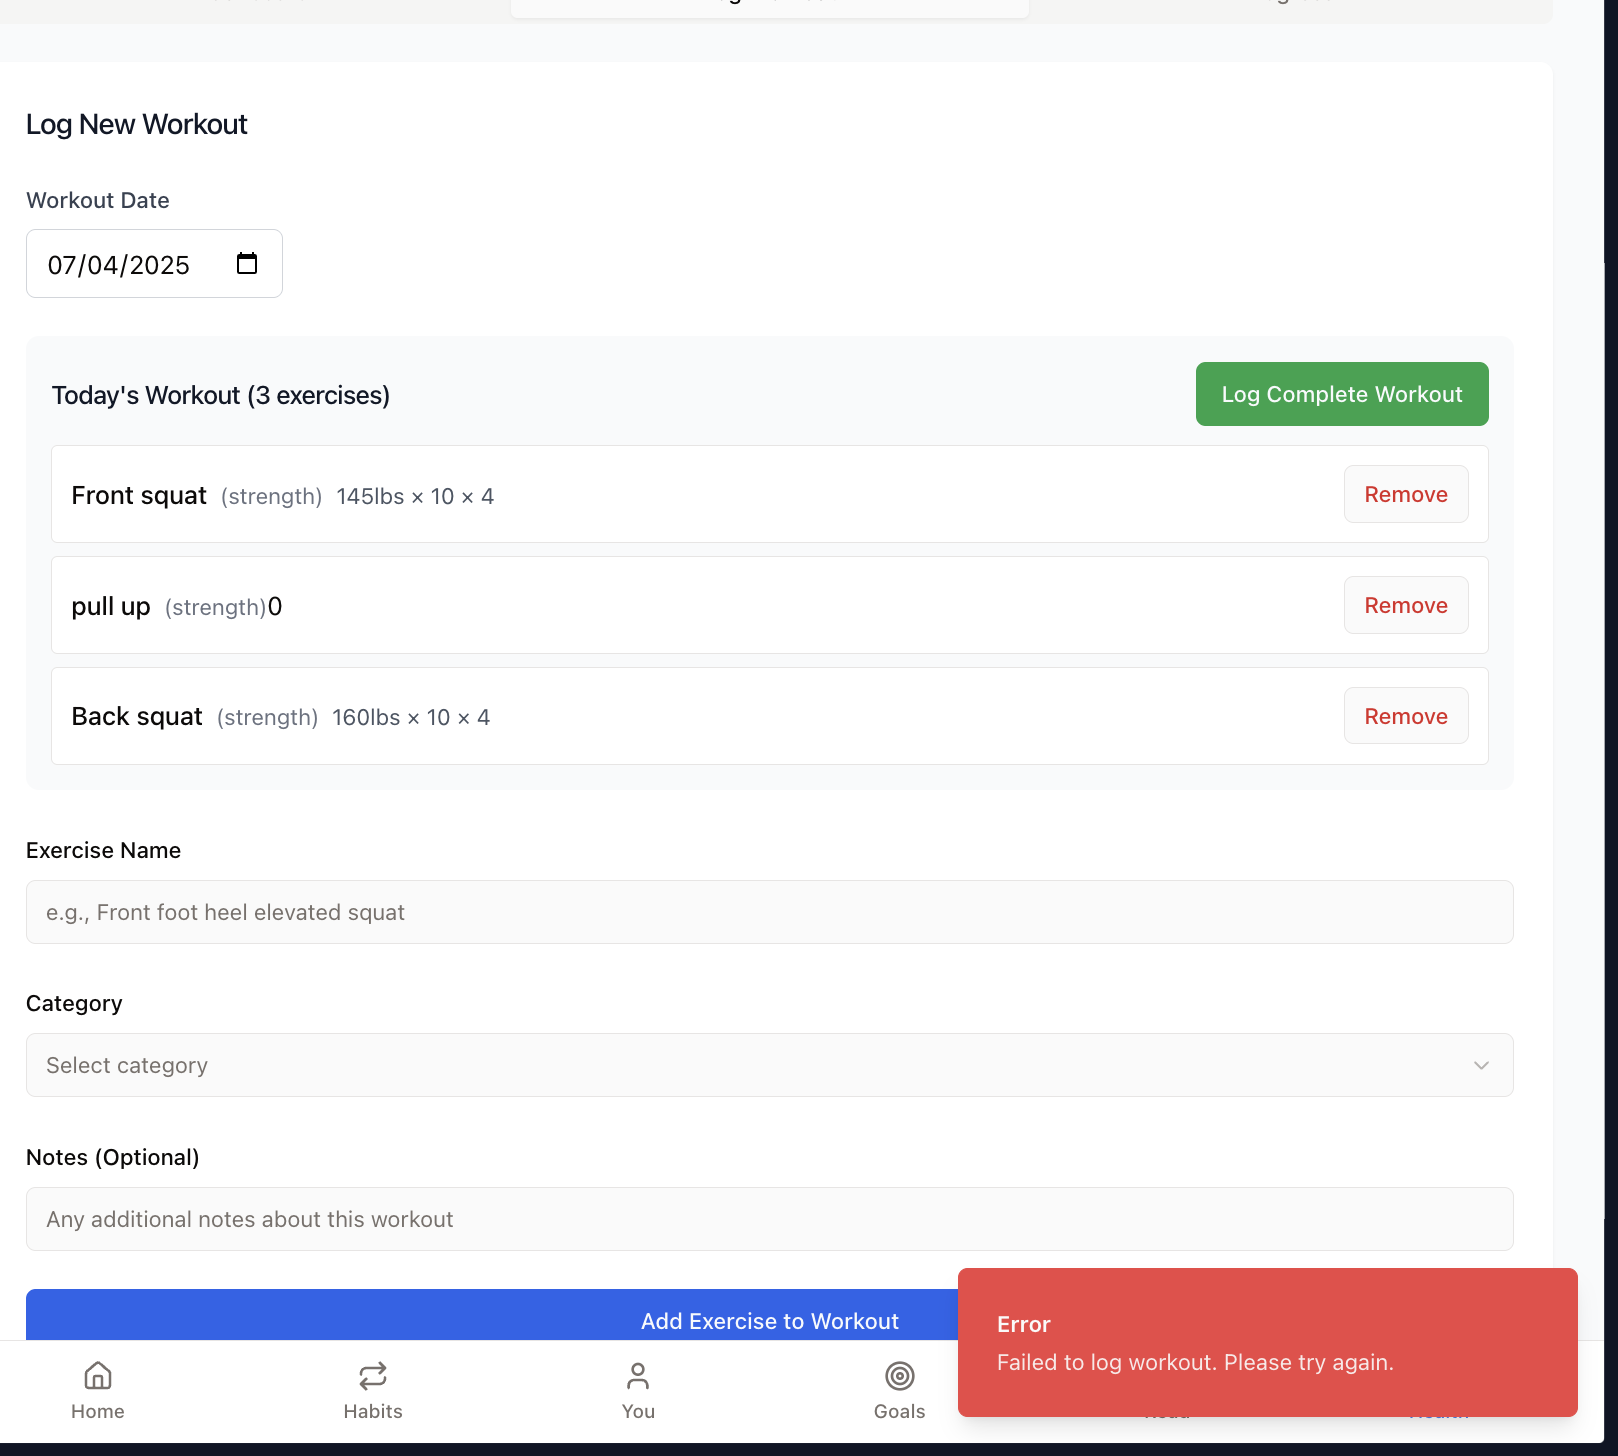 Log New Workout
Workout Date
07/04/2025
Today's Workout (3 exercises)
Log Complete Workout
Front squat (strength) 145lbs × 10 × 4
Remove
pull up (strength)0
Remove
Back squat (strength) 160lbs × 10 × 4
Remove
Exercise Name
e.g., Front foot heel elevated squat
Category
Select category
Notes (Optional)
Any additional notes about this workout
Add Exercise to Workout
Error
Failed to log workout. Please try again.
Home
Habits
You
Goals